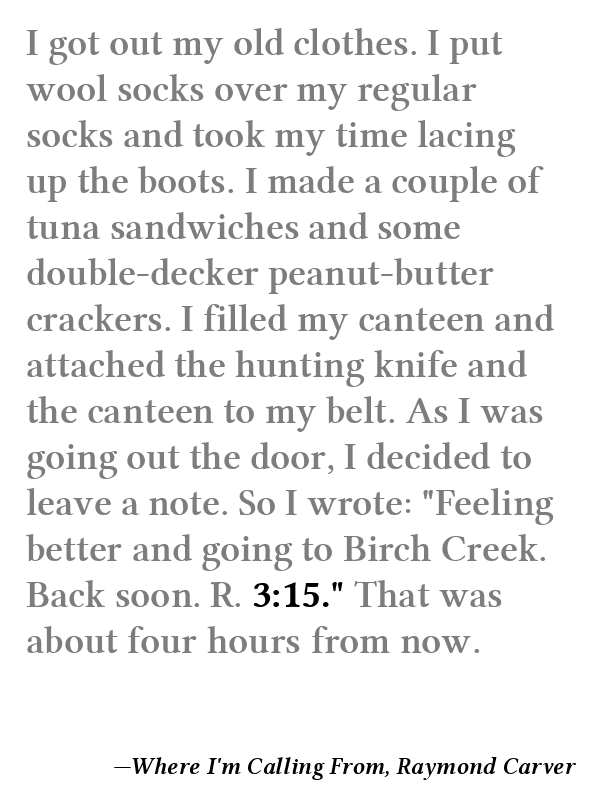 I got out my old clothes. I put
wool socks over my regular
socks and took my time lacing
up the boots. I made a couple of
tuna sandwiches and some
double-decker peanut-butter
crackers. I filled my canteen and
attached the hunting knife and
the canteen to my belt. As I was
going out the door, I decided to
leave a note. So I wrote: "Feeling
better and going to Birch Creek.
Back soon. R. 3:15." That was
about four hours from now.
—Where I'm Calling From, Raymond Carver